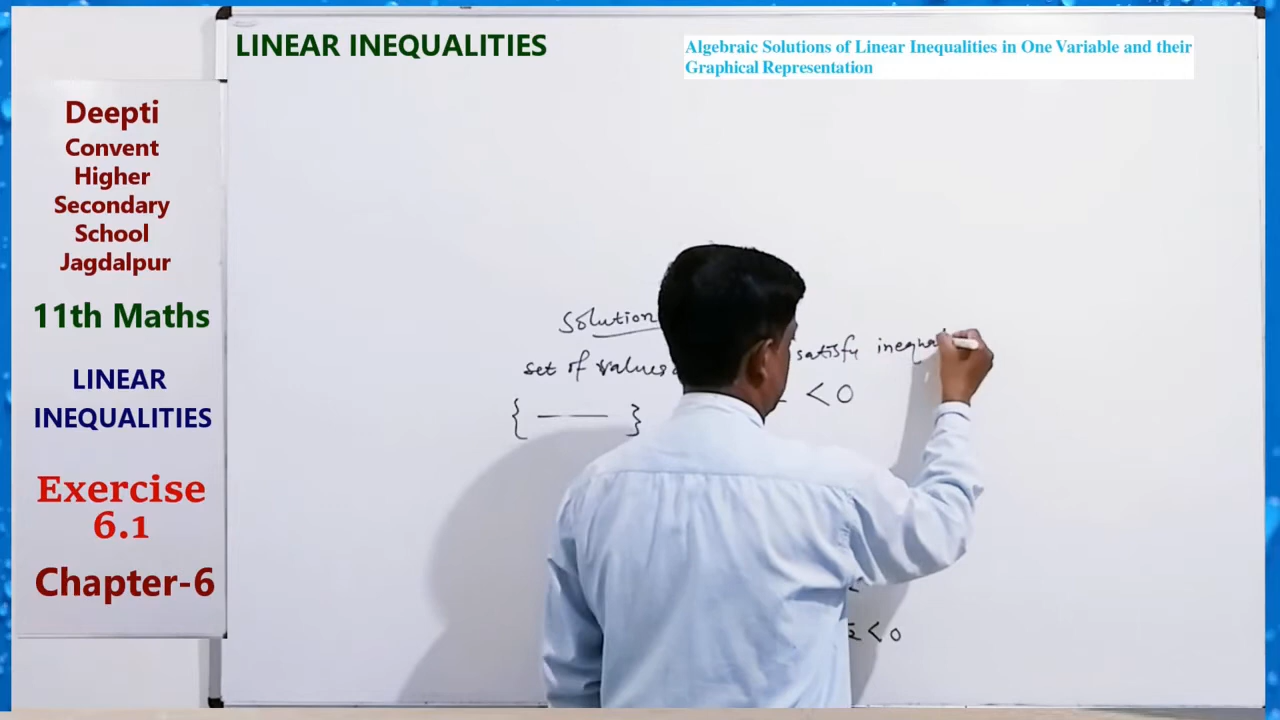 LINEAR INEQUALITIES
Algebraic Solutions of Linear Inequalities in One Variable and their
Graphical Representation
Deepti
Convent
Higher
Secondary
School
Jagdalpur
11th Maths
LINEAR
INEQUALITIES
Exercise
6.1
Chapter-6
Solution
set of values satisfy inequa
{ —— } < 0
< 0